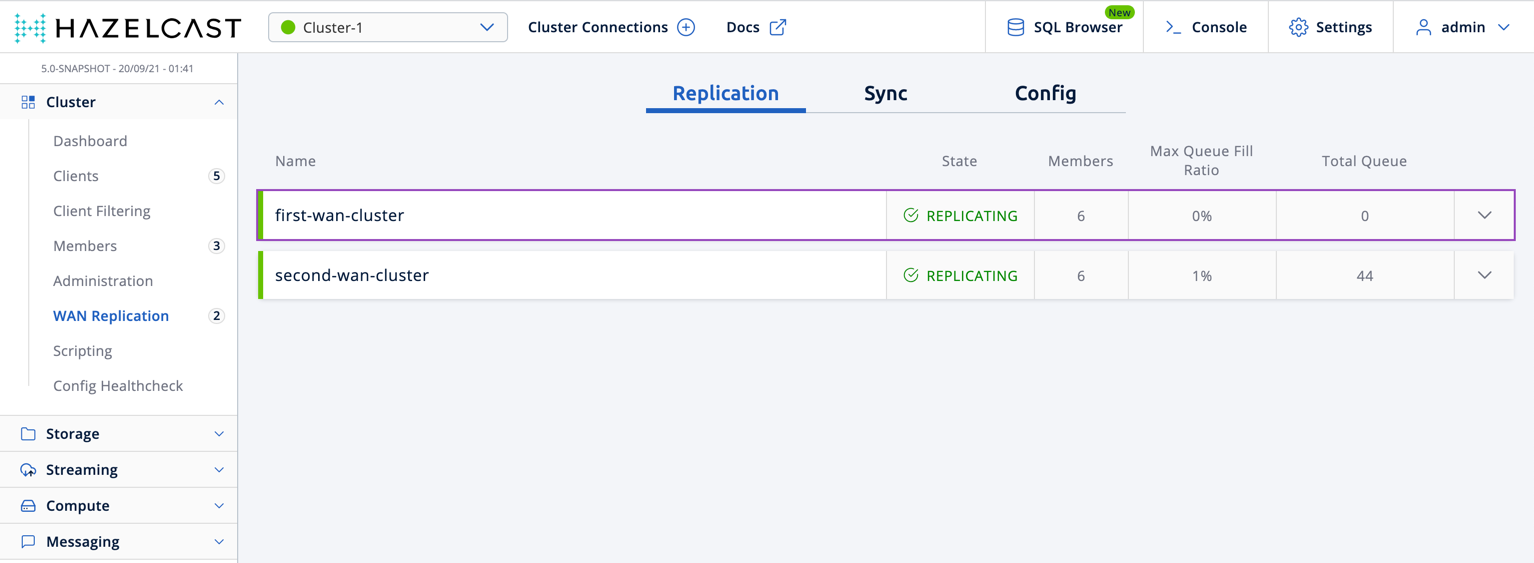 HAZELCAST
Cluster-1
Cluster Connections
Docs
New
SQL Browser
Console
Settings
admin
5.0-SNAPSHOT - 20/09/21 - 01:41
Cluster
Dashboard
Clients 5
Client Filtering
Members 3
Administration
WAN Replication 2
Scripting
Config Healthcheck
Storage
Streaming
Compute
Messaging
Replication Sync Config
Name State Members Max Queue Fill Ratio Total Queue
first-wan-cluster REPLICATING 6 0% 0
second-wan-cluster REPLICATING 6 1% 44